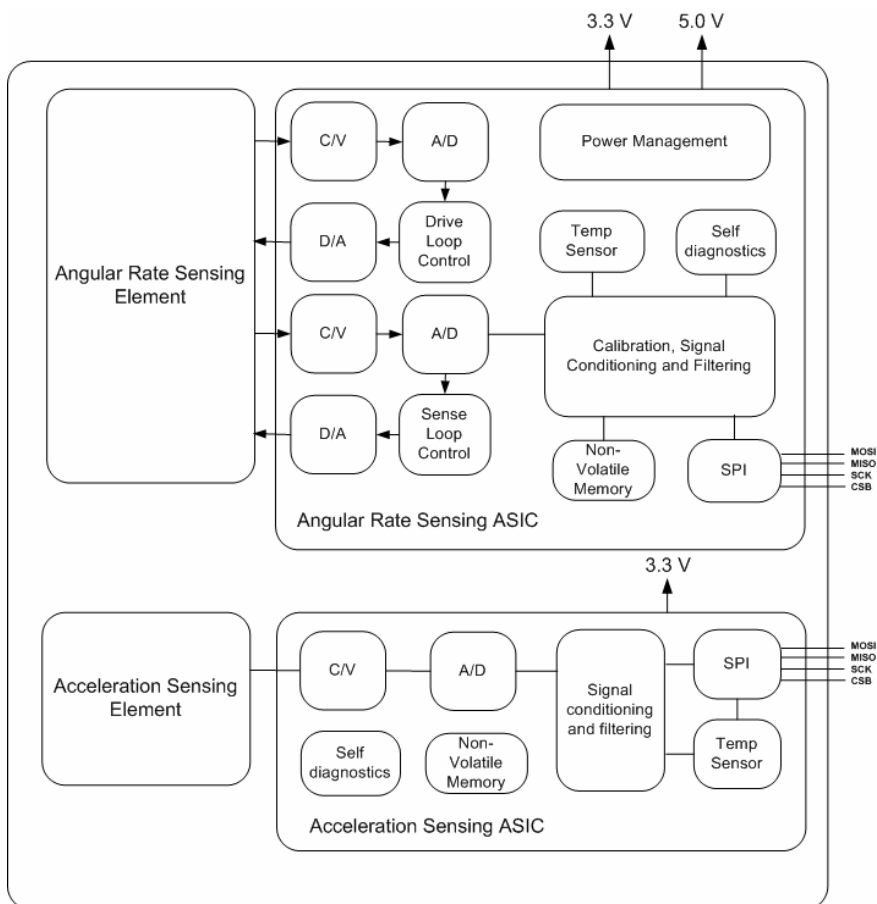 3.3 V
5.0 V
C/V
A/D
Power Management
D/A
Drive
Loop
Control
Temp
Sensor
Self
diagnostics
Angular Rate Sensing
Element
C/V
A/D
Calibration, Signal
Conditioning and Filtering
D/A
Sense
Loop
Control
Non-
Volatile
Memory
SPI
MOSI
MISO
SCK
CSB
Angular Rate Sensing ASIC
3.3 V
Acceleration Sensing
Element
C/V
A/D
Signal
conditioning
and filtering
SPI
MOSI
MISO
SCK
CSB
Self
diagnostics
Non-
Volatile
Memory
Temp
Sensor
Acceleration Sensing ASIC